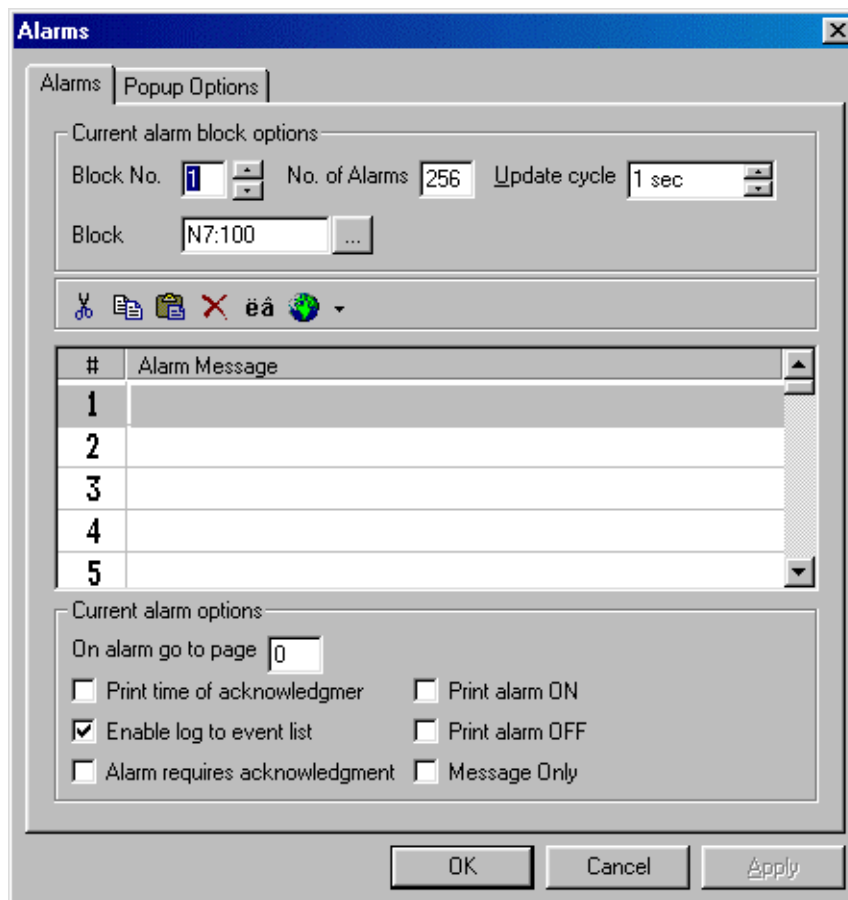 Alarms
Alarms Popup Options
Current alarm block options
Block No. 1 No. of Alarms 256 Update cycle 1 sec
Block N7:100 ...
ëâ
# Alarm Message
1
2
3
4
5
Current alarm options
On alarm go to page 0
Print time of acknowledgmer Print alarm ON
Enable log to event list Print alarm OFF
Alarm requires acknowledgment Message Only
OK Cancel Apply